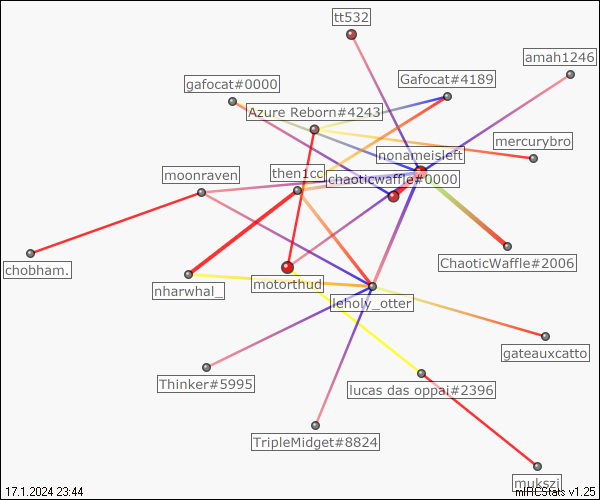 tt532
amah1246
Gafocat#4189
gafocat#0000
Azure Reborn#4243
mercurybro
nonameisleft
then1cc
moonraven
chaoticwaffle#0000
ChaoticWaffle#2006
chobham.
nharwhal_
motorthud
leholy_otter
gateauxcatto
Thinker#5995
lucas das oppai#2396
TripleMidget#8824
mukszi
17.1.2024 23:44
mIRCStats v1.25